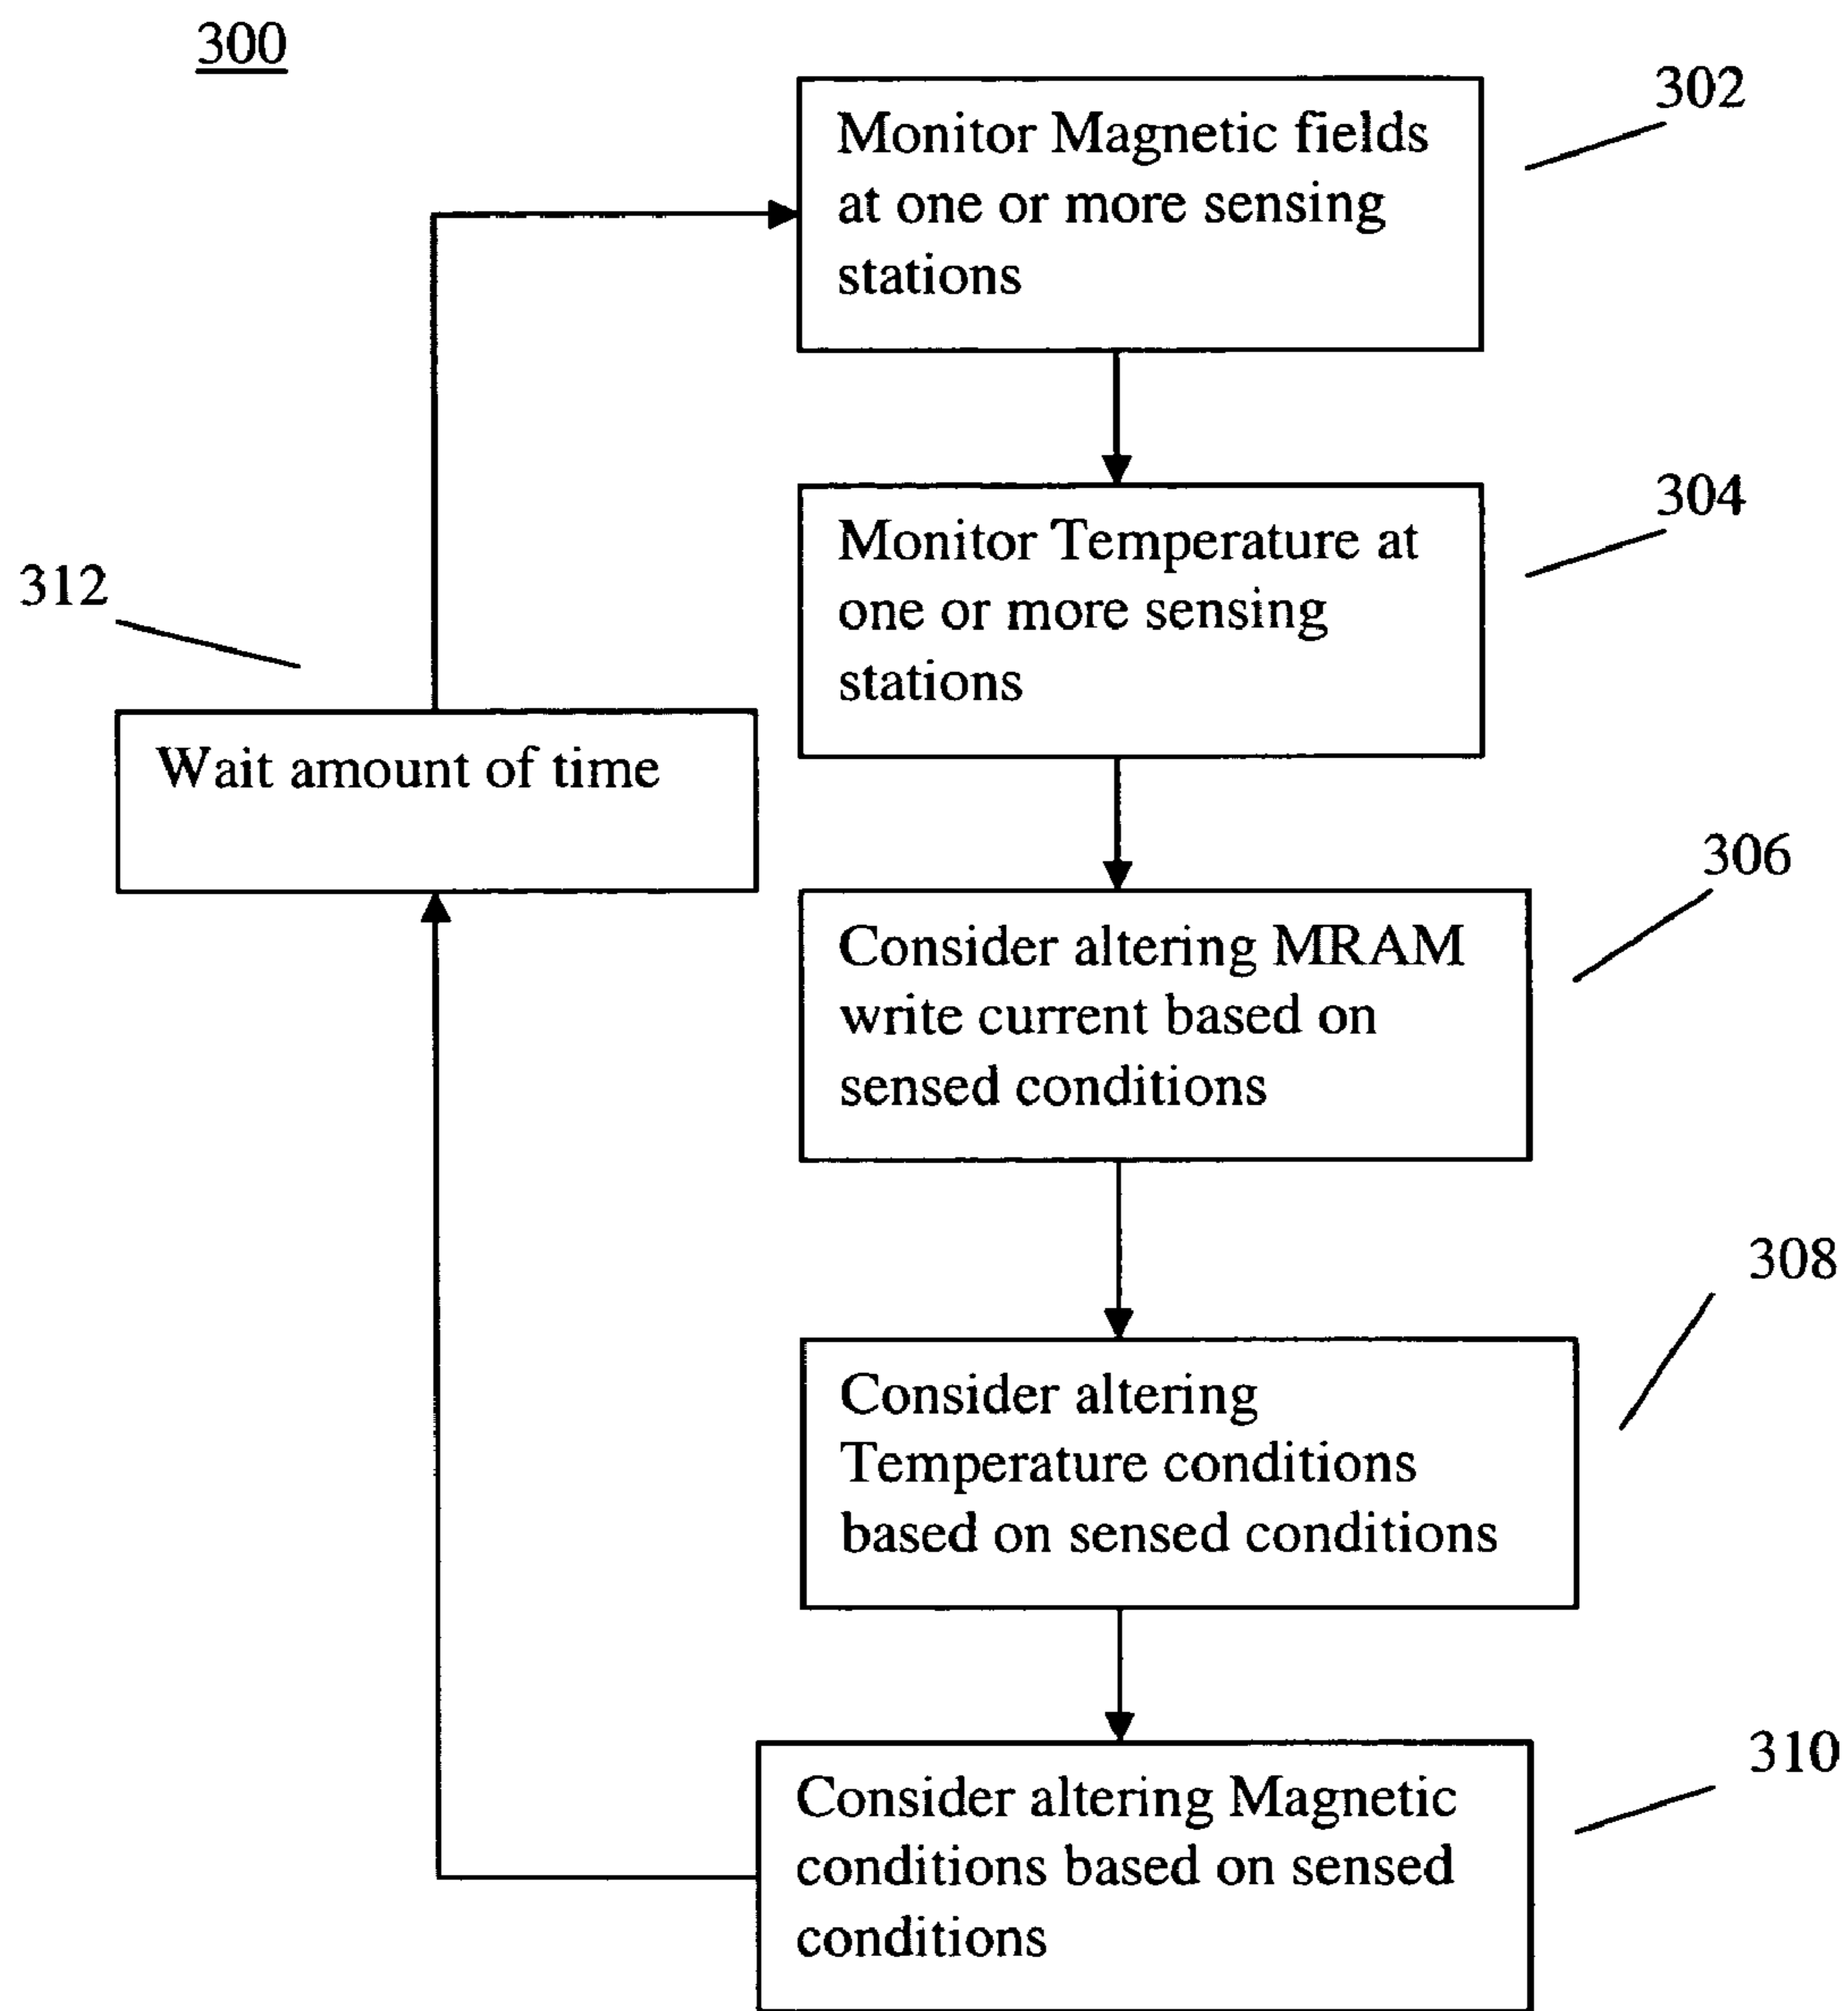 300
302
Monitor Magnetic fields
at one or more sensing
stations
304
Monitor Temperature at
one or more sensing
stations
312
Wait amount of time
306
Consider altering MRAM
write current based on
sensed conditions
308
Consider altering
Temperature conditions
based on sensed conditions
310
Consider altering Magnetic
conditions based on sensed
conditions